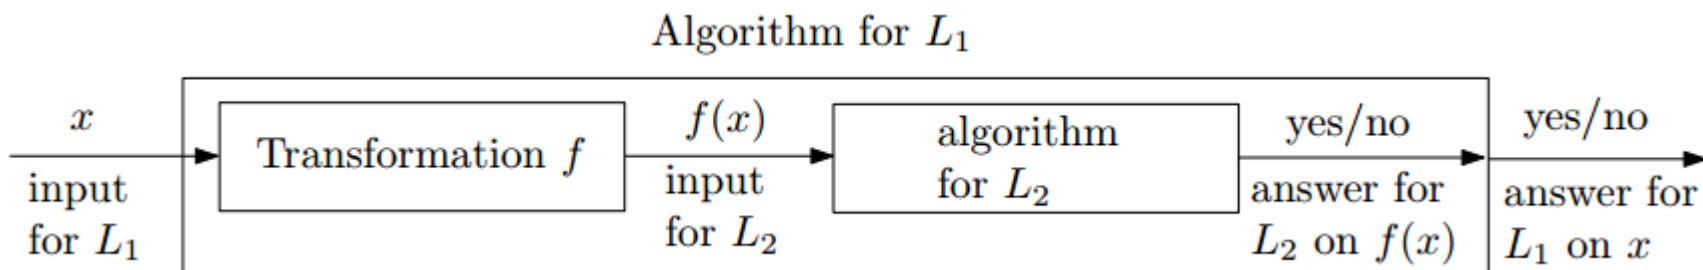 Algorithm for L₁
x
input
for L₁
Transformation f
f(x)
input
for L₂
algorithm
for L₂
yes/no
answer for
L₂ on f(x)
yes/no
answer for
L₁ on x